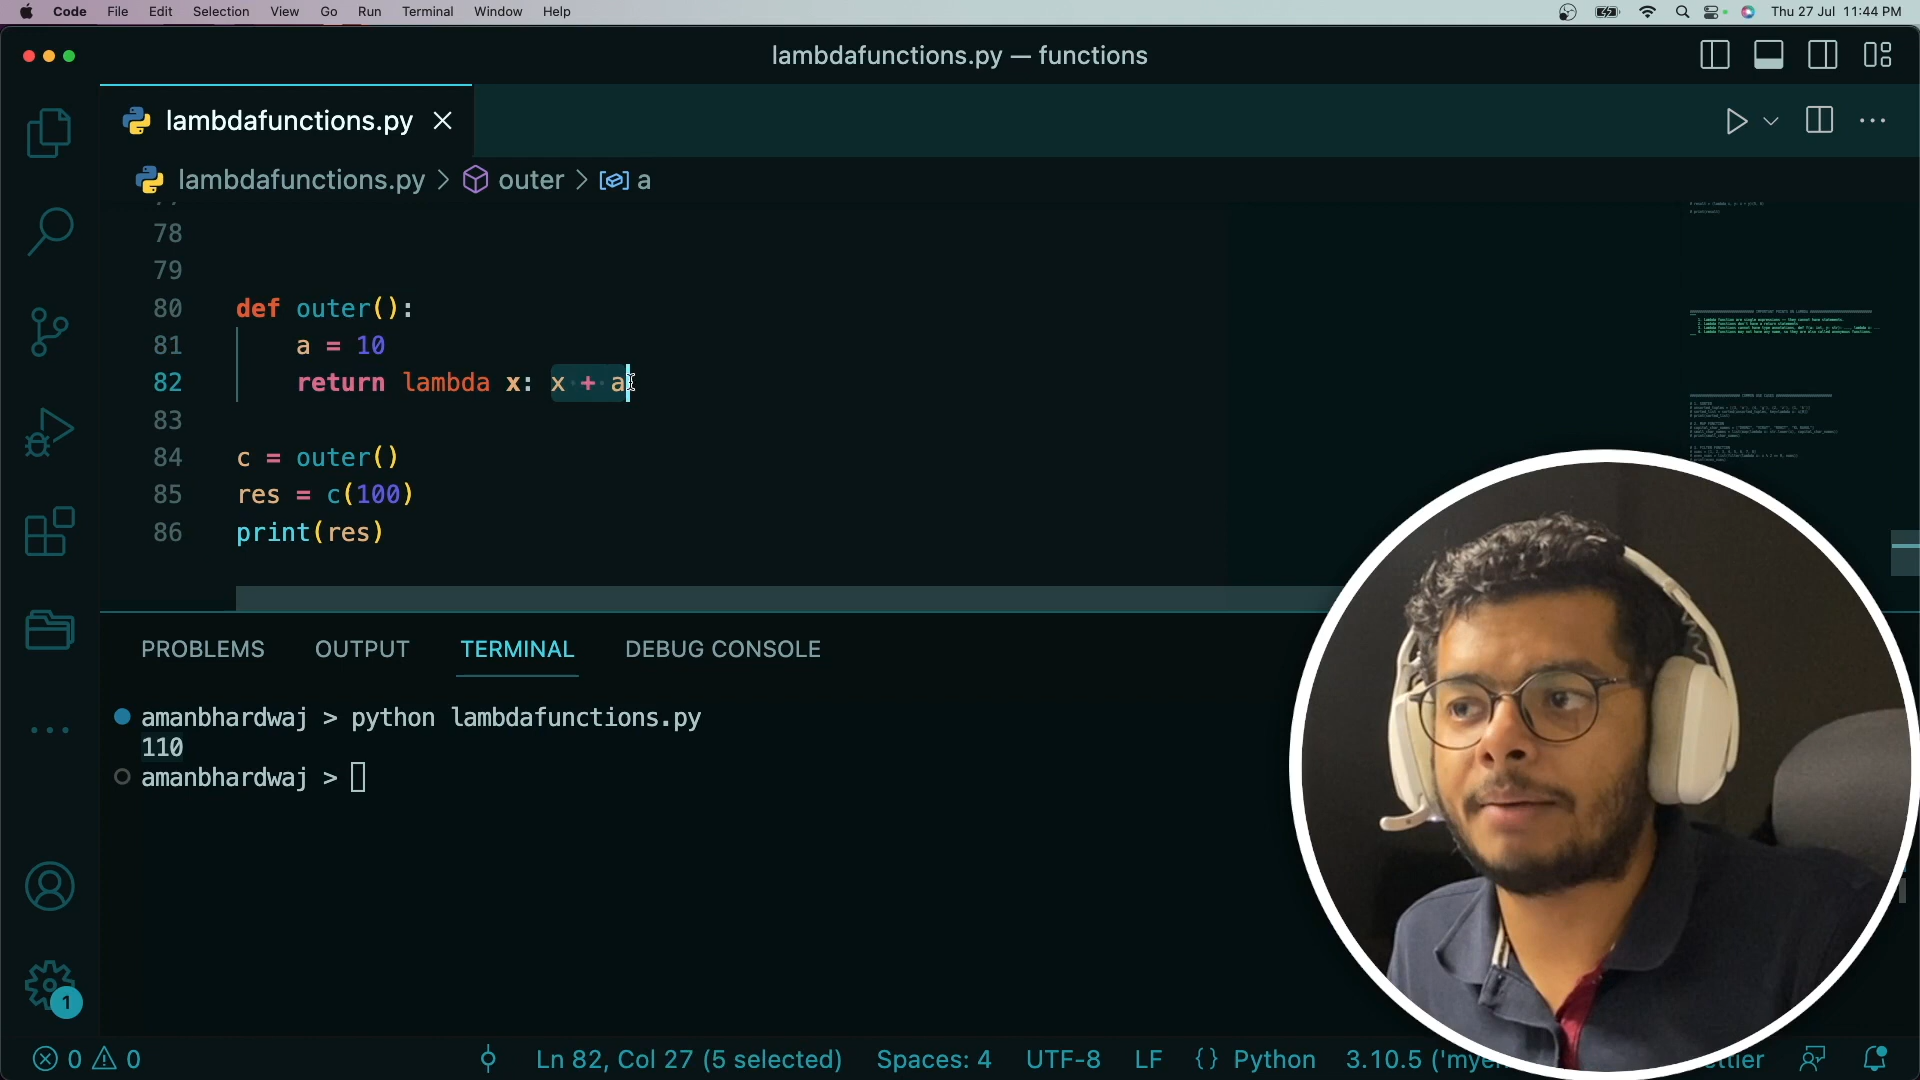 Code File Edit Selection View Go Run Terminal Window Help Thu 27 Jul 11:44 PM
lambdafunctions.py — functions
lambdafunctions.py
lambdafunctions.py > outer > a
78
79
80 def outer():
81 a = 10
82 return lambda x: x + a
83
84 c = outer()
85 res = c(100)
86 print(res)
PROBLEMS OUTPUT TERMINAL DEBUG CONSOLE
amanbhardwaj > python lambdafunctions.py
110
amanbhardwaj >
1
0 0 Ln 82, Col 27 (5 selected) Spaces: 4 UTF-8 LF {} Python 3.10.5 ('mye